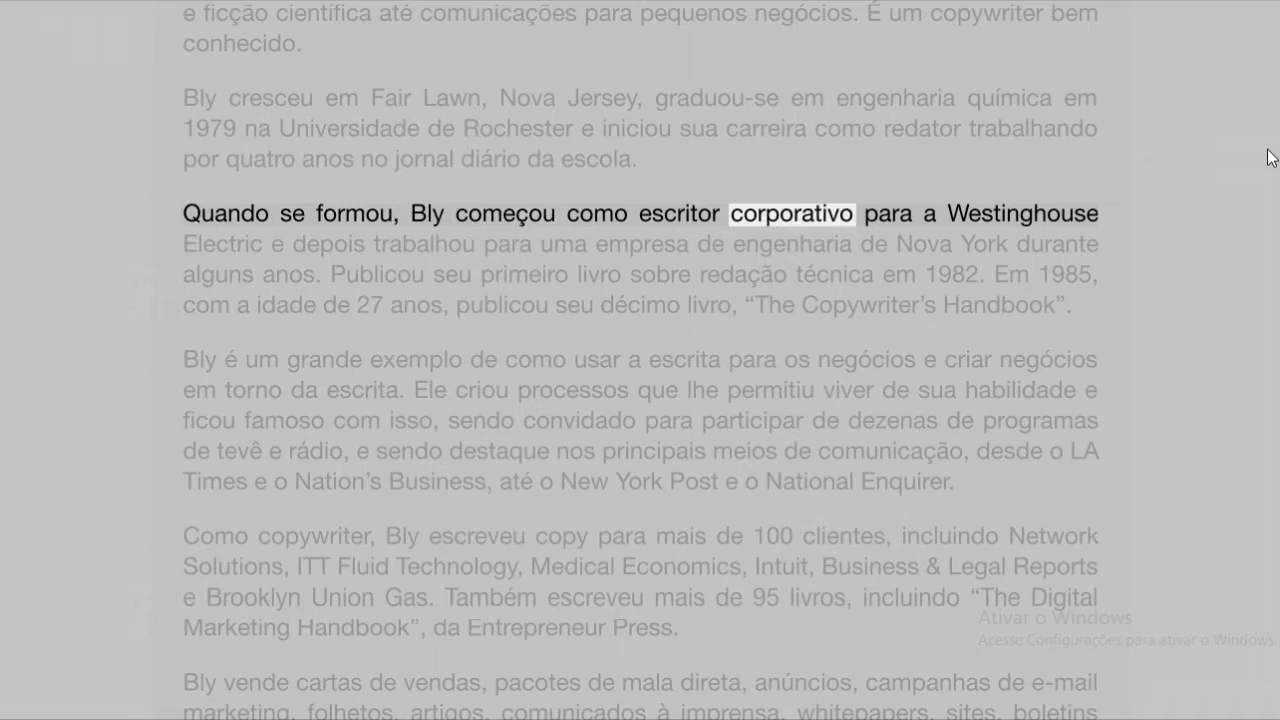 e ficção científica até comunicações para pequenos negócios. É um copywriter bem
conhecido.
Bly cresceu em Fair Lawn, Nova Jersey, graduou-se em engenharia química em
1979 na Universidade de Rochester e iniciou sua carreira como redator trabalhando
por quatro anos no jornal diário da escola.
Quando se formou, Bly começou como escritor corporativo para a Westinghouse
Electric e depois trabalhou para uma empresa de engenharia de Nova York durante
alguns anos. Publicou seu primeiro livro sobre redação técnica em 1982. Em 1985,
com a idade de 27 anos, publicou seu décimo livro, “The Copywriter’s Handbook”.
Bly é um grande exemplo de como usar a escrita para os negócios e criar negócios
em torno da escrita. Ele criou processos que lhe permitiu viver de sua habilidade e
ficou famoso com isso, sendo convidado para participar de dezenas de programas
de tevê e rádio, e sendo destaque nos principais meios de comunicação, desde o LA
Times e o Nation’s Business, até o New York Post e o National Enquirer.
Como copywriter, Bly escreveu copy para mais de 100 clientes, incluindo Network
Solutions, ITT Fluid Technology, Medical Economics, Intuit, Business & Legal Reports
e Brooklyn Union Gas. Também escreveu mais de 95 livros, incluindo “The Digital
Marketing Handbook”, da Entrepreneur Press.
Ativar o Windows
Acesse Configurações para ativar o Windows.
Bly vende cartas de vendas, pacotes de mala direta, anúncios, campanhas de e-mail
marketing, folhetos, artigos, comunicados à imprensa, whitepapers, sites, boletins